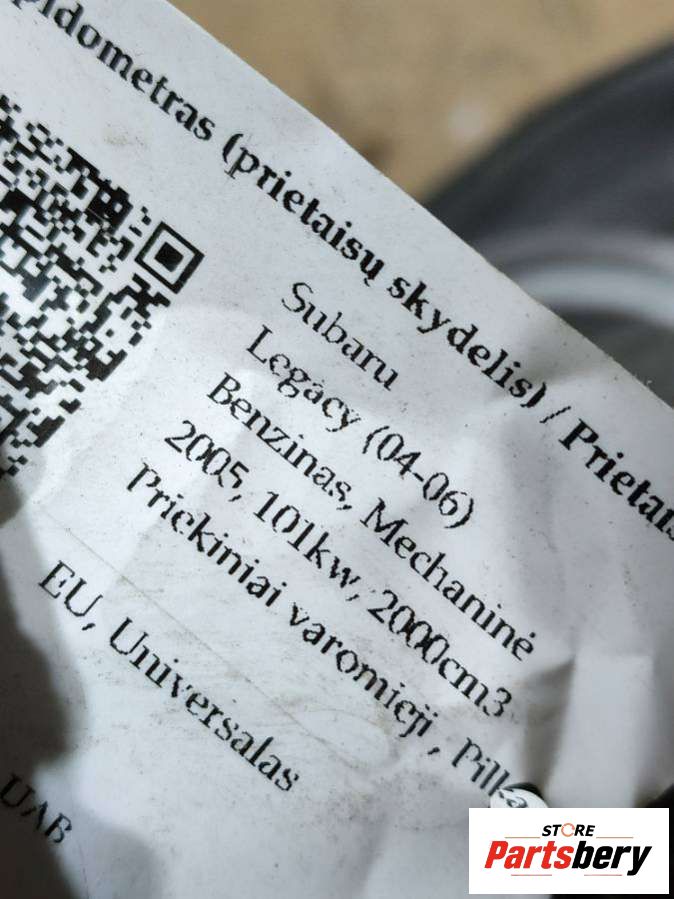 pidometras (prietaisų skydelis) / Prietais
Subaru
Legacy (04-06)
Benzinas, Mechaninė
2005, 101kw, 2000cm3
Priekiniai varomieji, Pilka
EU, Universalas
UAB
STORE
Partsbery